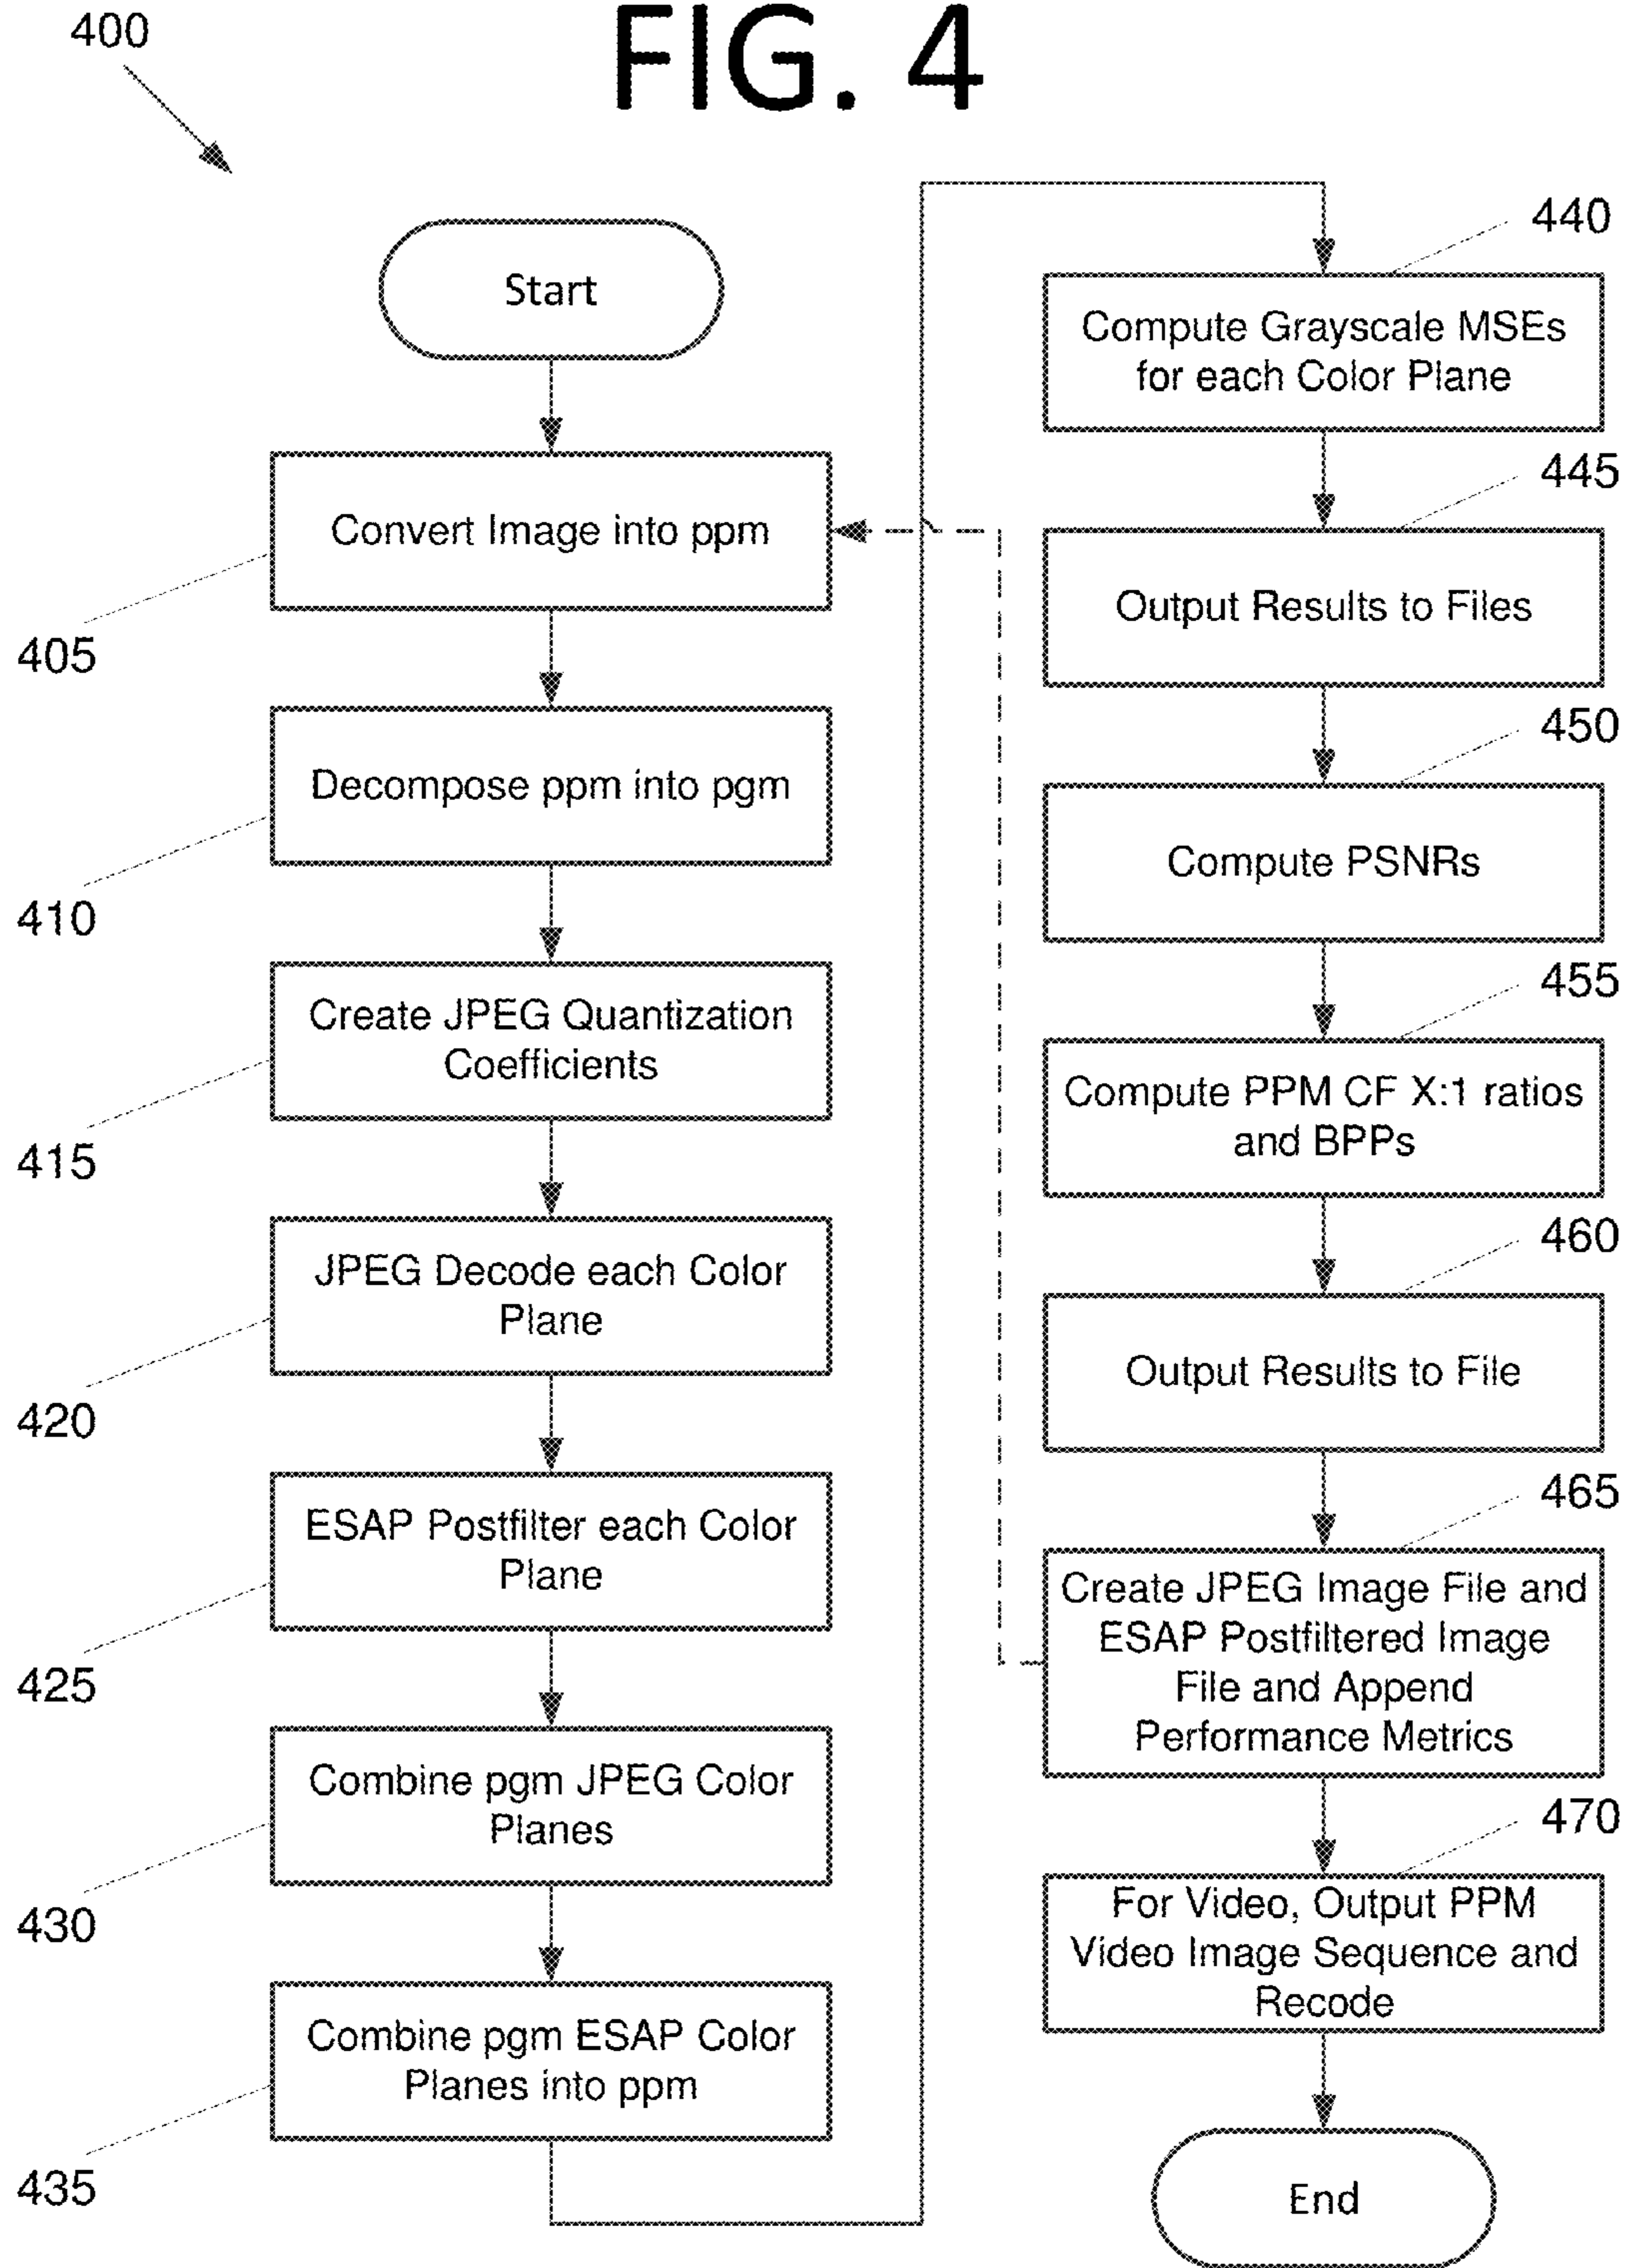 FIG. 4
400
Start
Convert Image into ppm
405
Decompose ppm into pgm
410
Create JPEG Quantization
Coefficients
415
JPEG Decode each Color
Plane
420
ESAP Postfilter each Color
Plane
425
Combine pgm JPEG Color
Planes
430
Combine pgm ESAP Color
Planes into ppm
435
440
Compute Grayscale MSEs
for each Color Plane
445
Output Results to Files
450
Compute PSNRs
455
Compute PPM CF X:1 ratios
and BPPs
460
Output Results to File
465
Create JPEG Image File and
ESAP Postfiltered Image
File and Append
Performance Metrics
470
For Video, Output PPM
Video Image Sequence and
Recode
End